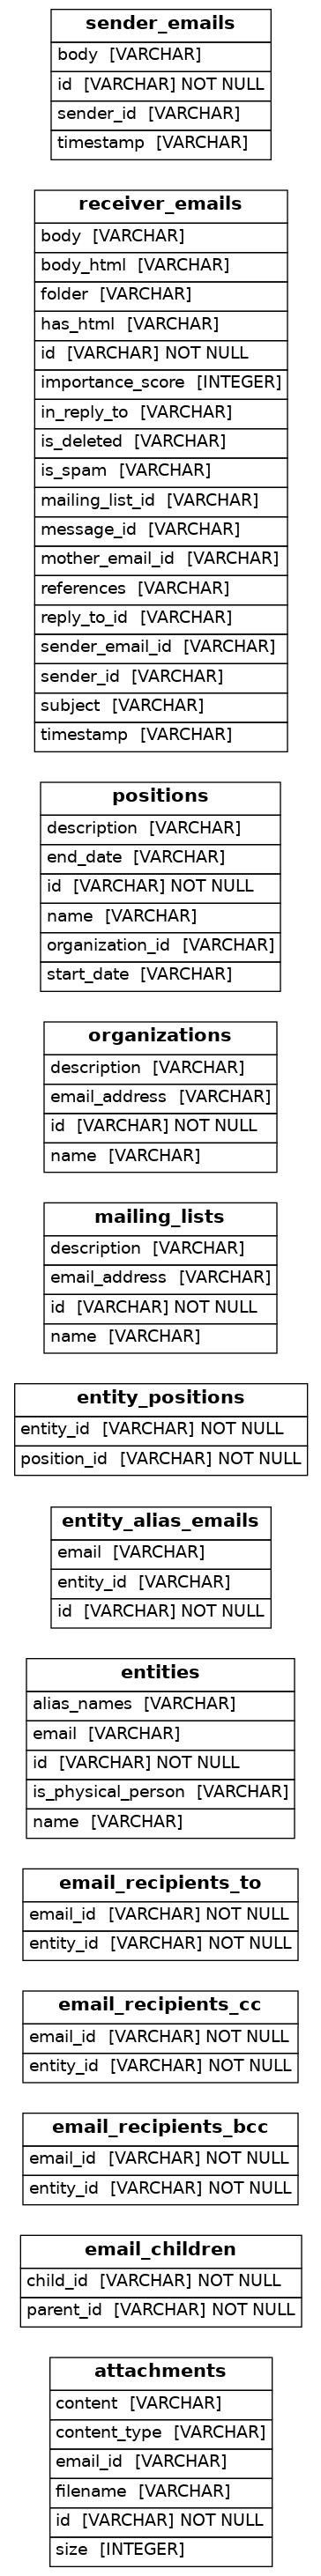 sender_emails
body [VARCHAR]
id [VARCHAR] NOT NULL
sender_id [VARCHAR]
timestamp [VARCHAR]
receiver_emails
body [VARCHAR]
body_html [VARCHAR]
folder [VARCHAR]
has_html [VARCHAR]
id [VARCHAR] NOT NULL
importance_score [INTEGER]
in_reply_to [VARCHAR]
is_deleted [VARCHAR]
is_spam [VARCHAR]
mailing_list_id [VARCHAR]
message_id [VARCHAR]
mother_email_id [VARCHAR]
references [VARCHAR]
reply_to_id [VARCHAR]
sender_email_id [VARCHAR]
sender_id [VARCHAR]
subject [VARCHAR]
timestamp [VARCHAR]
positions
description [VARCHAR]
end_date [VARCHAR]
id [VARCHAR] NOT NULL
name [VARCHAR]
organization_id [VARCHAR]
start_date [VARCHAR]
organizations
description [VARCHAR]
email_address [VARCHAR]
id [VARCHAR] NOT NULL
name [VARCHAR]
mailing_lists
description [VARCHAR]
email_address [VARCHAR]
id [VARCHAR] NOT NULL
name [VARCHAR]
entity_positions
entity_id [VARCHAR] NOT NULL
position_id [VARCHAR] NOT NULL
entity_alias_emails
email [VARCHAR]
entity_id [VARCHAR]
id [VARCHAR] NOT NULL
entities
alias_names [VARCHAR]
email [VARCHAR]
id [VARCHAR] NOT NULL
is_physical_person [VARCHAR]
name [VARCHAR]
email_recipients_to
email_id [VARCHAR] NOT NULL
entity_id [VARCHAR] NOT NULL
email_recipients_cc
email_id [VARCHAR] NOT NULL
entity_id [VARCHAR] NOT NULL
email_recipients_bcc
email_id [VARCHAR] NOT NULL
entity_id [VARCHAR] NOT NULL
email_children
child_id [VARCHAR] NOT NULL
parent_id [VARCHAR] NOT NULL
attachments
content [VARCHAR]
content_type [VARCHAR]
email_id [VARCHAR]
filename [VARCHAR]
id [VARCHAR] NOT NULL
size [INTEGER]